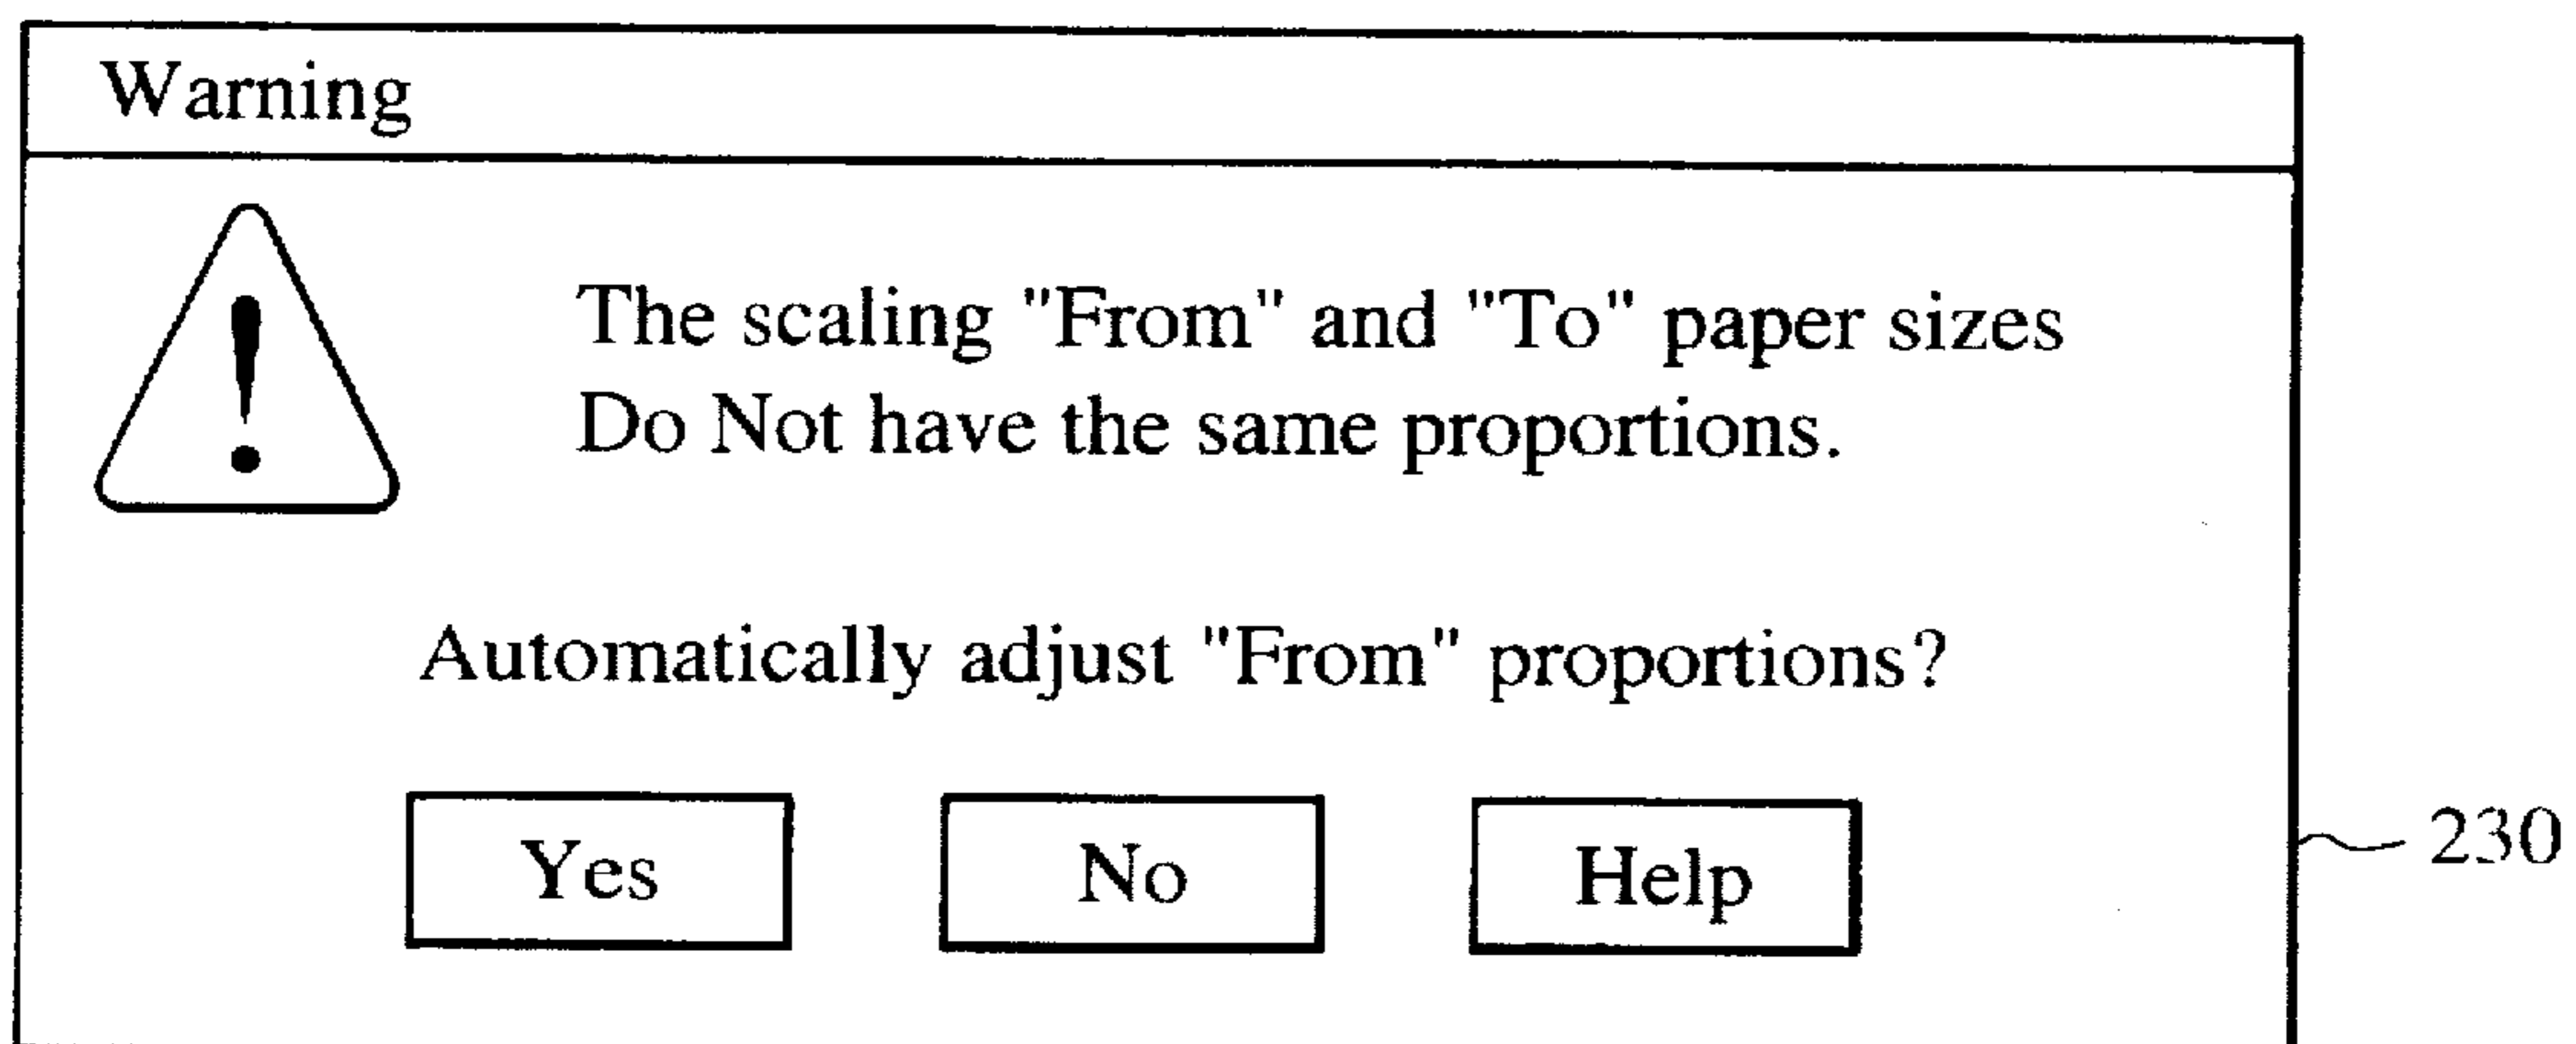 Warning
The scaling "From" and "To" paper sizes
Do Not have the same proportions.
Automatically adjust "From" proportions?
Yes No Help
230